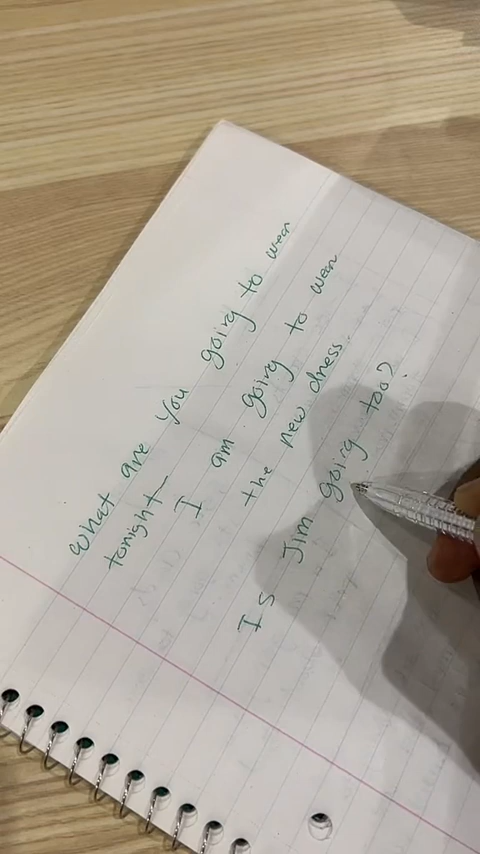 What are you going to wear
tonight
I am going to wear
the new dress.
Is Jim going too?